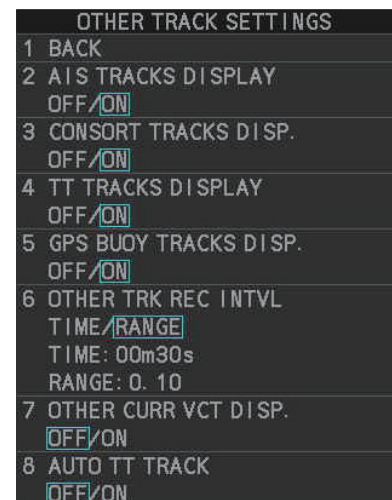 OTHER TRACK SETTINGS
1 BACK
2 AIS TRACKS DISPLAY
OFF/ON
3 CONSORT TRACKS DISP.
OFF/ON
4 TT TRACKS DISPLAY
OFF/ON
5 GPS BUOY TRACKS DISP.
OFF/ON
6 OTHER TRK REC INTVL
TIME/RANGE
TIME: 00m30s
RANGE: 0. 10
7 OTHER CURR VCT DISP.
OFF/ON
8 AUTO TT TRACK
OFF/ON